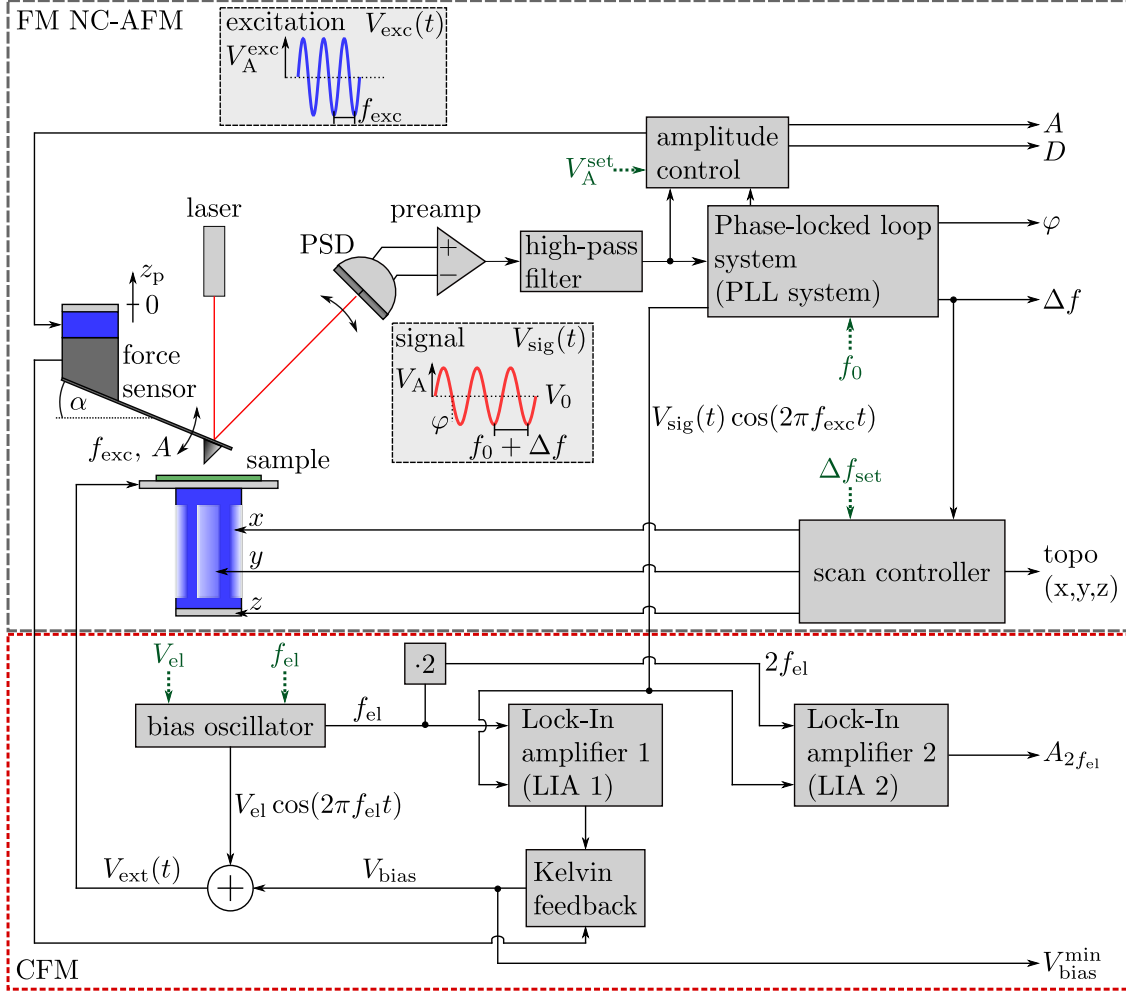 FM NC-AFM
excitation V_exc(t)
V_A^exc
f_exc
amplitude
control
A
D
V_A^set
laser
preamp
PSD
+
−
high-pass
filter
Phase-locked loop
system
(PLL system)
φ
Δf
z_p
0
force
sensor
α
f_exc, A
signal V_sig(t)
V_A
V_0
φ
f_0 + Δf
f_0
V_sig(t) cos(2πf_exc t)
sample
Δf_set
x
y
z
scan controller
topo
(x,y,z)
V_el
f_el
·2
2f_el
bias oscillator
f_el
Lock-In
amplifier 1
(LIA 1)
Lock-In
amplifier 2
(LIA 2)
A_2f_el
V_el cos(2πf_el t)
V_ext(t)
+
V_bias
Kelvin
feedback
CFM
V_bias^min